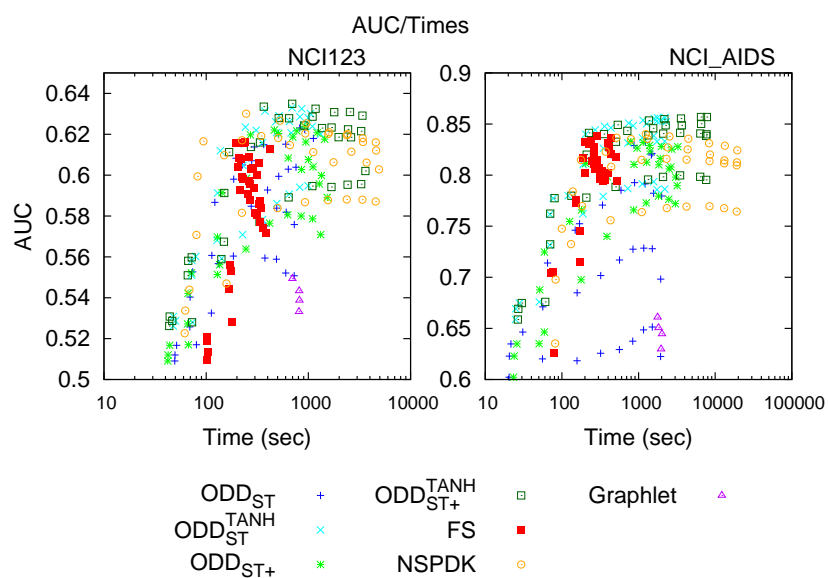 AUC/Times
NCI123
NCI_AIDS
AUC
0.64
0.62
0.6
0.58
0.56
0.54
0.52
0.5
10 100 1000 10000
Time (sec)
0.9
0.85
0.8
0.75
0.7
0.65
0.6
10 100 1000 10000 100000
Time (sec)
ODD_ST
ODD_ST^TANH
ODD_ST+
ODD_ST+^TANH
FS
NSPDK
Graphlet